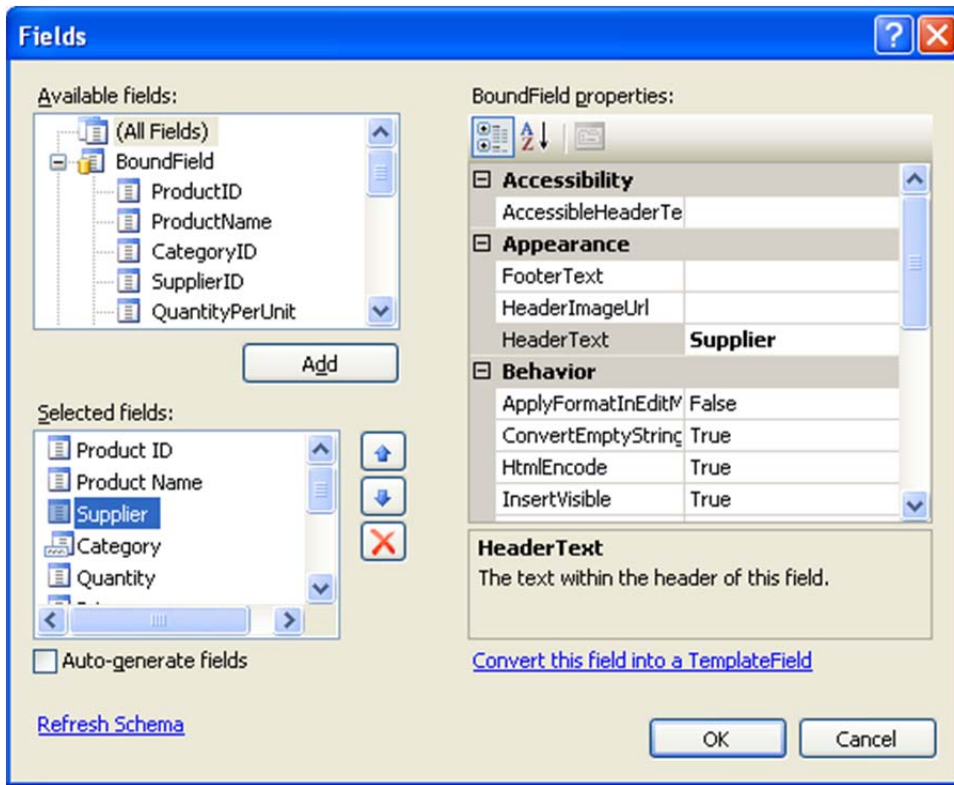 Fields
Available fields:
(All Fields)
BoundField
ProductID
ProductName
CategoryID
SupplierID
QuantityPerUnit
Add
Selected fields:
Product ID
Product Name
Supplier
Category
Quantity
Auto-generate fields
Refresh Schema
BoundField properties:
A
Z
Accessibility
AccessibleHeaderTe
Appearance
FooterText
HeaderImageUrl
HeaderText Supplier
Behavior
ApplyFormatInEditM False
ConvertEmptyString True
HtmlEncode True
InsertVisible True
HeaderText
The text within the header of this field.
Convert this field into a TemplateField
OK Cancel